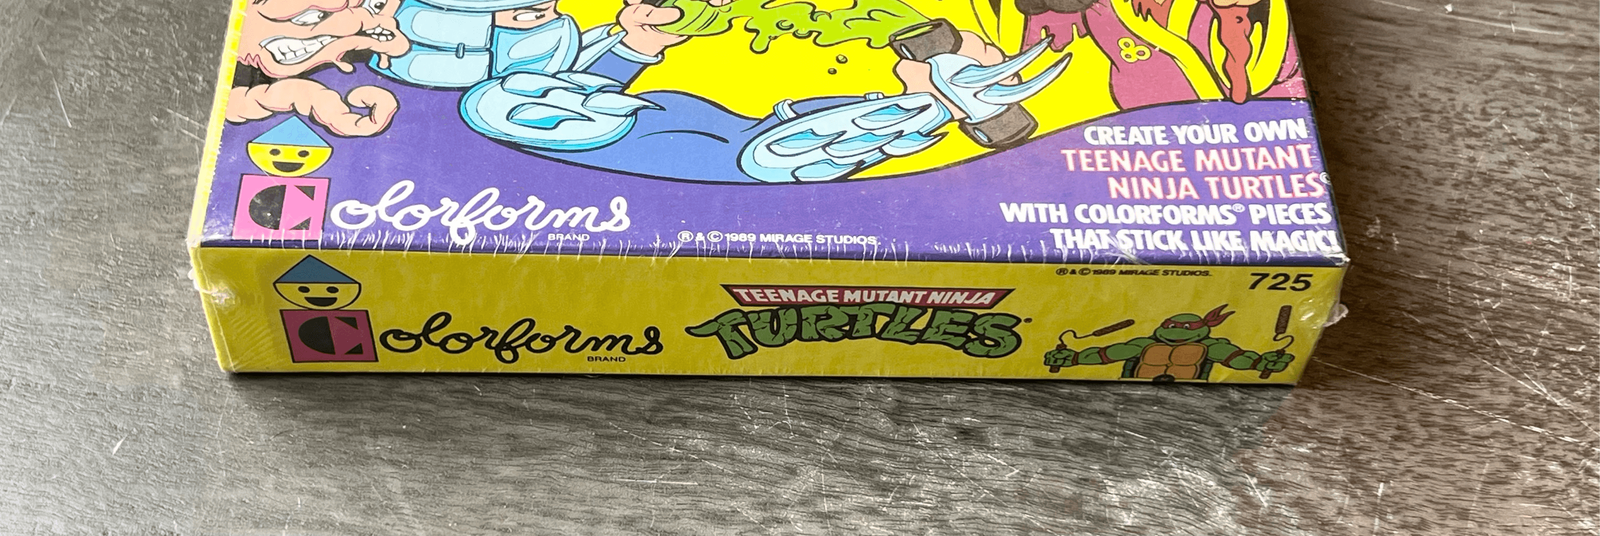 CREATE YOUR OWN
TEENAGE MUTANT
NINJA TURTLES®
WITH COLORFORMS® PIECES
THAT STICK LIKE MAGIC!
Colorforms
BRAND
® & © 1989 MIRAGE STUDIOS.
® & © 1989 MIRAGE STUDIOS.
725
Colorforms
BRAND
TEENAGE MUTANT NINJA
TURTLES